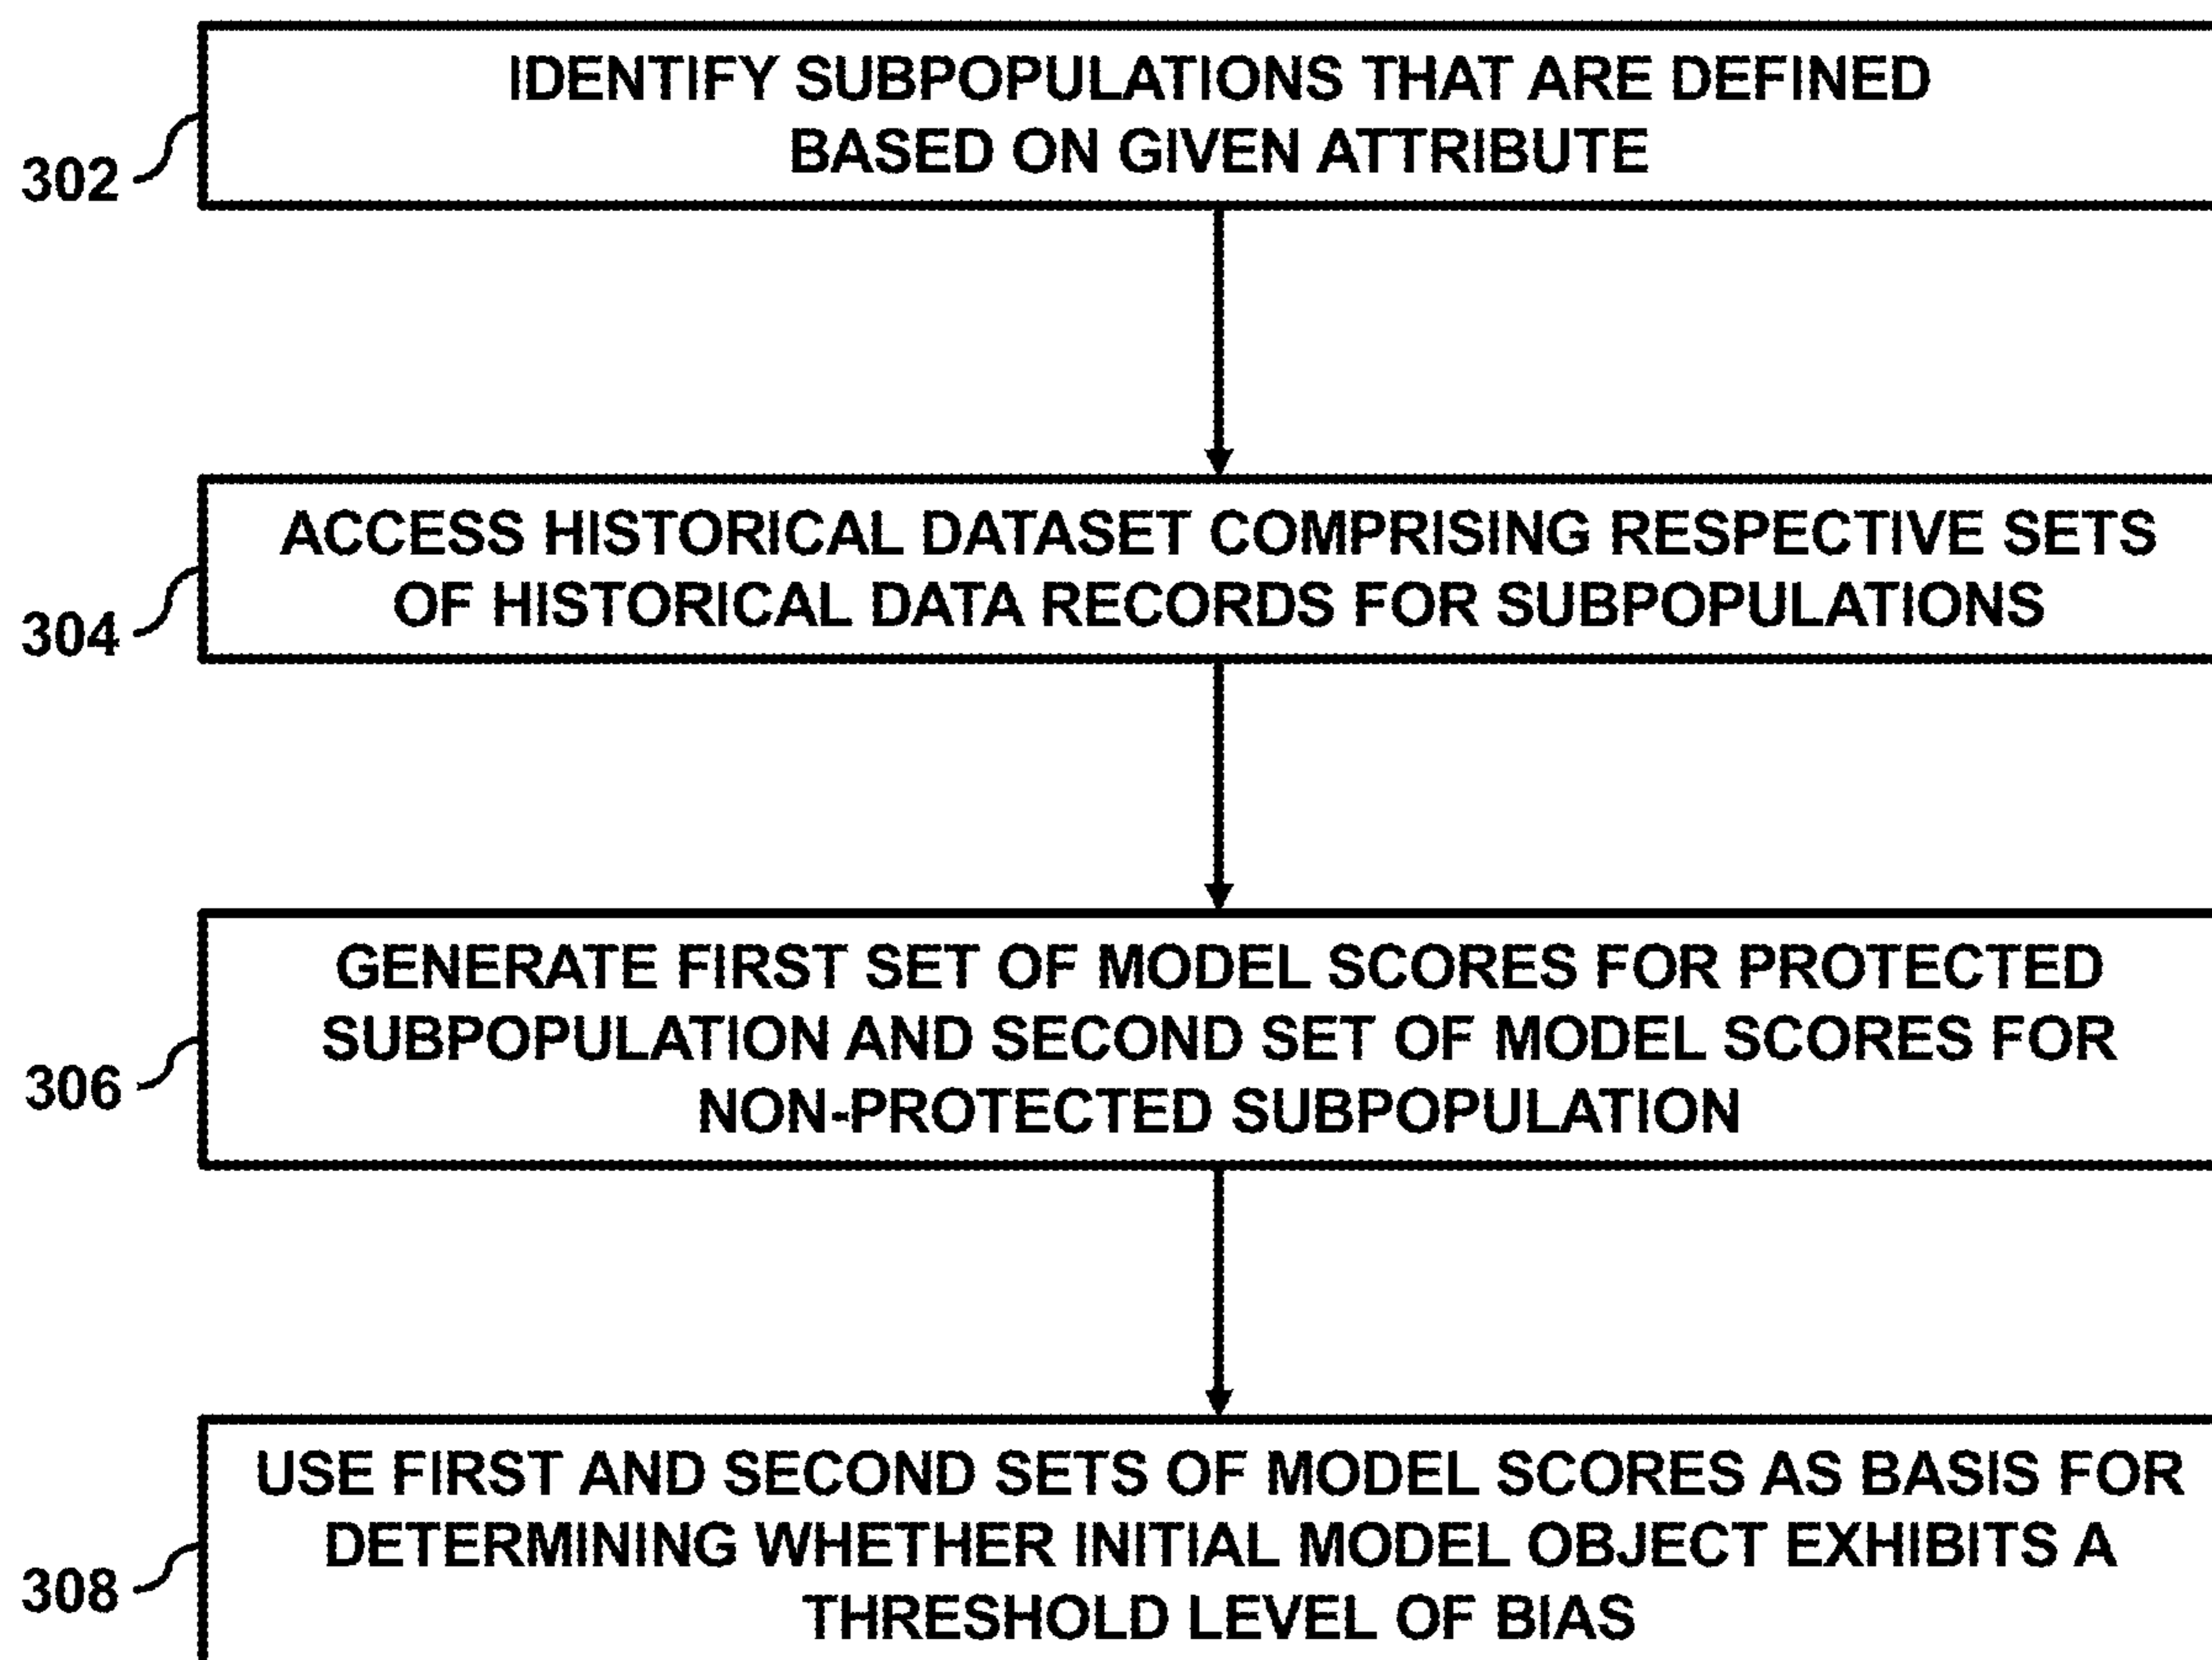 IDENTIFY SUBPOPULATIONS THAT ARE DEFINED
BASED ON GIVEN ATTRIBUTE
302
ACCESS HISTORICAL DATASET COMPRISING RESPECTIVE SETS
OF HISTORICAL DATA RECORDS FOR SUBPOPULATIONS
304
GENERATE FIRST SET OF MODEL SCORES FOR PROTECTED
SUBPOPULATION AND SECOND SET OF MODEL SCORES FOR
NON-PROTECTED SUBPOPULATION
306
USE FIRST AND SECOND SETS OF MODEL SCORES AS BASIS FOR
DETERMINING WHETHER INITIAL MODEL OBJECT EXHIBITS A
THRESHOLD LEVEL OF BIAS
308